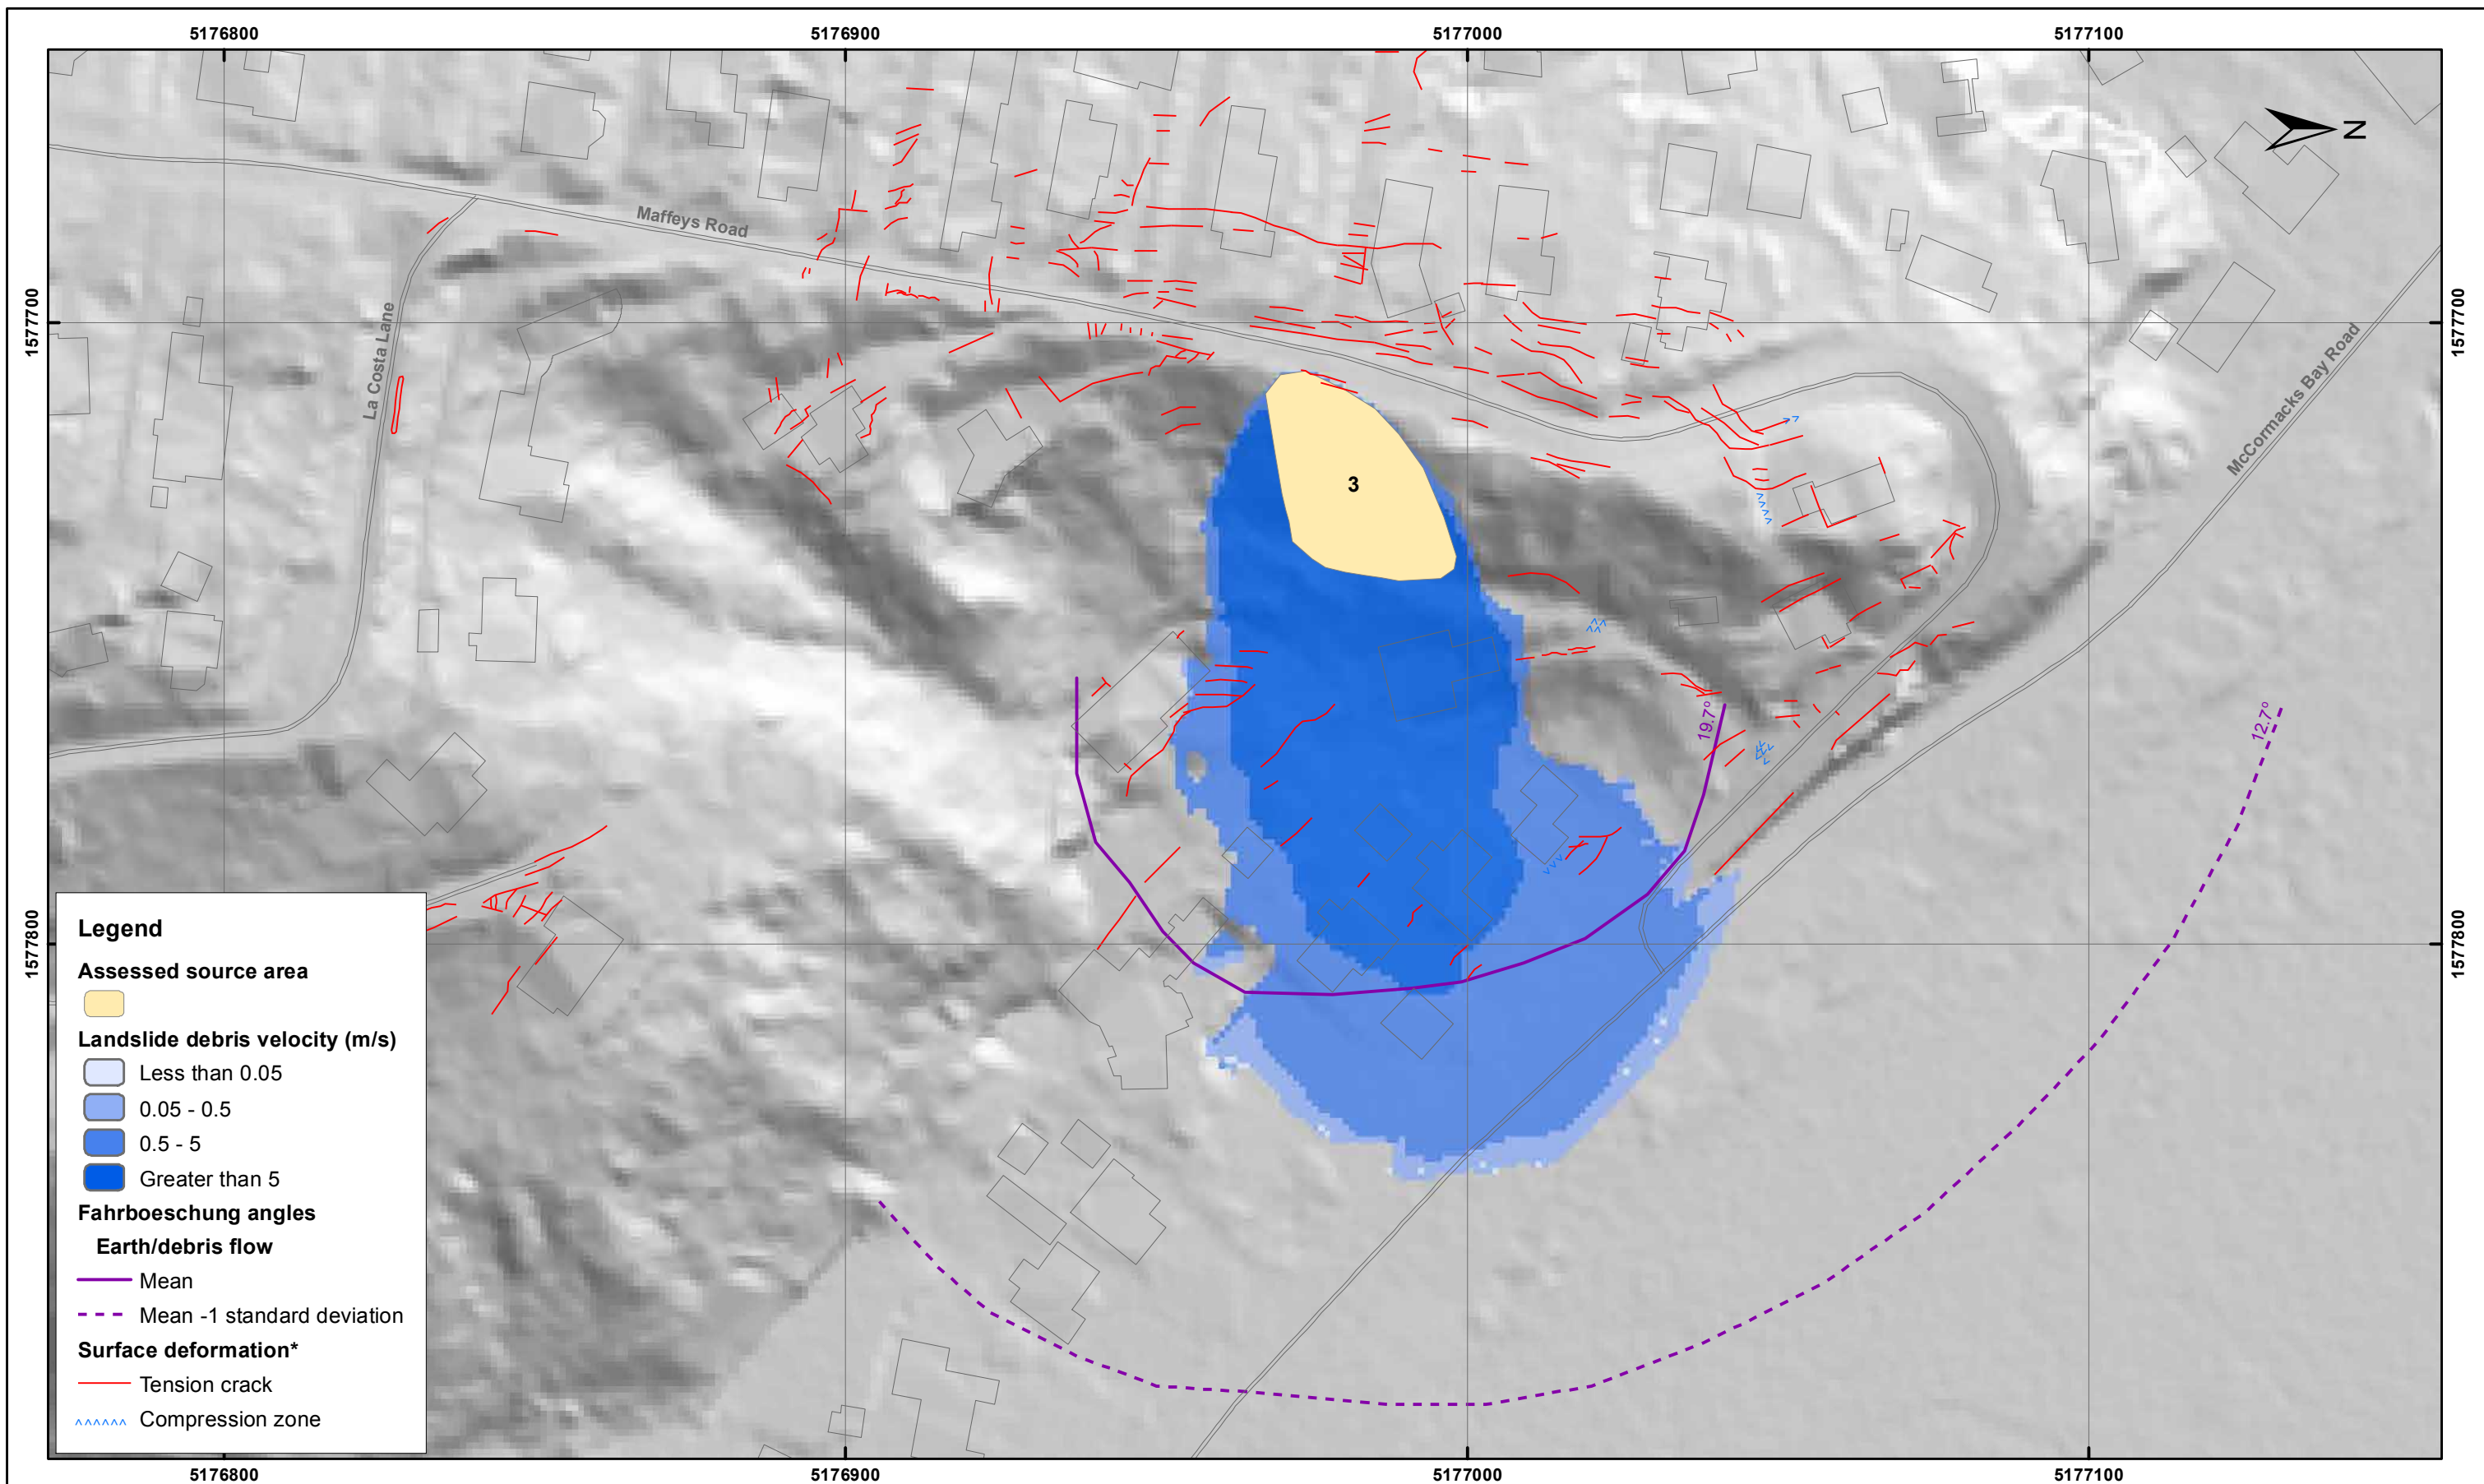 5176800
5176900
5177000
5177100
N
Maffeys Road
La Costa Lane
McCormacks Bay Road
1577700
1577700
3
19.7°
12.7°
1577800
1577800
Legend
Assessed source area
Landslide debris velocity (m/s)
Less than 0.05
0.05 - 0.5
0.5 - 5
Greater than 5
Fahrboeschung angles
Earth/debris flow
Mean
Mean -1 standard deviation
Surface deformation*
Tension crack
Compression zone
5176800
5176900
5177000
5177100